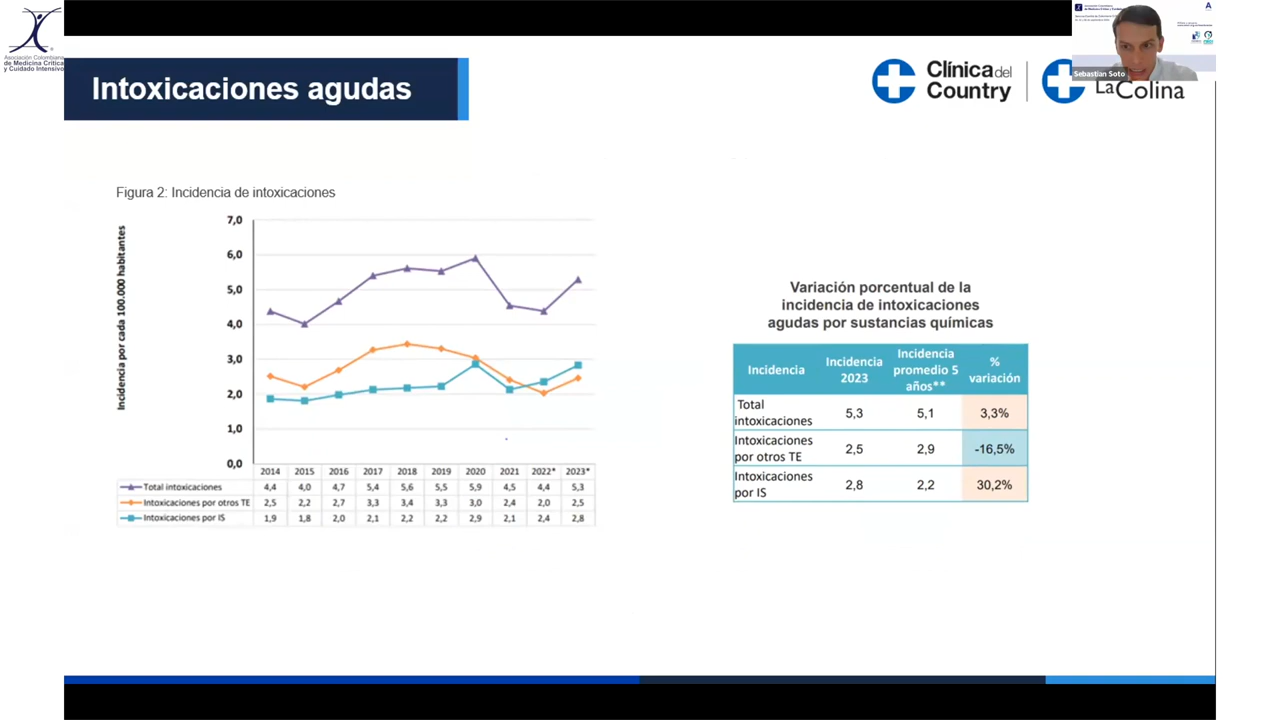 Asociación Colombiana
de Medicina Crítica
y Cuidado Intensivo
Intoxicaciones agudas
Clínica del
Country
La Colina
Sebastian Soto
Figura 2: Incidencia de intoxicaciones
Incidencia por cada 100.000 habitantes
7,0
6,0
5,0
4,0
3,0
2,0
1,0
0,0
2014 2015 2016 2017 2018 2019 2020 2021 2022* 2023*
Total intoxicaciones 4,4 4,0 4,7 5,4 5,6 5,5 5,9 4,5 4,4 5,3
Intoxicaciones por otros TE 2,5 2,2 2,7 3,3 3,4 3,3 3,0 2,4 2,0 2,5
Intoxicaciones por IS 1,9 1,8 2,0 2,1 2,2 2,2 2,9 2,1 2,4 2,8
Variación porcentual de la
incidencia de intoxicaciones
agudas por sustancias químicas
Incidencia
Incidencia
2023
Incidencia
promedio 5
años**
%
variación
Total
intoxicaciones
5,3 5,1 3,3%
Intoxicaciones
por otros TE
2,5 2,9 -16,5%
Intoxicaciones
por IS
2,8 2,2 30,2%